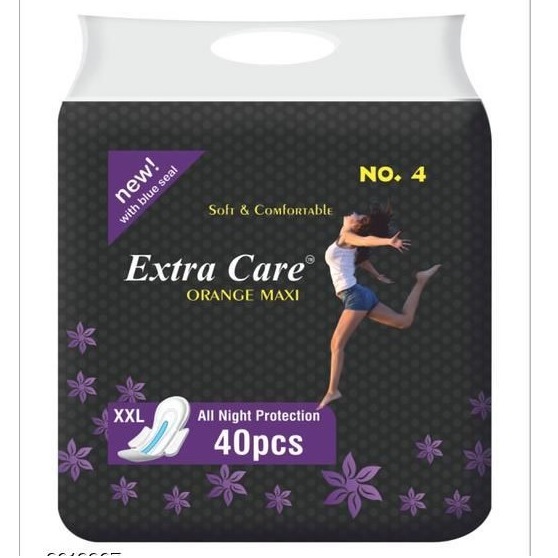 new!
with blue seal
NO. 4
Soft & Comfortable
Extra Care
ORANGE MAXI
XXL
All Night Protection
40pcs